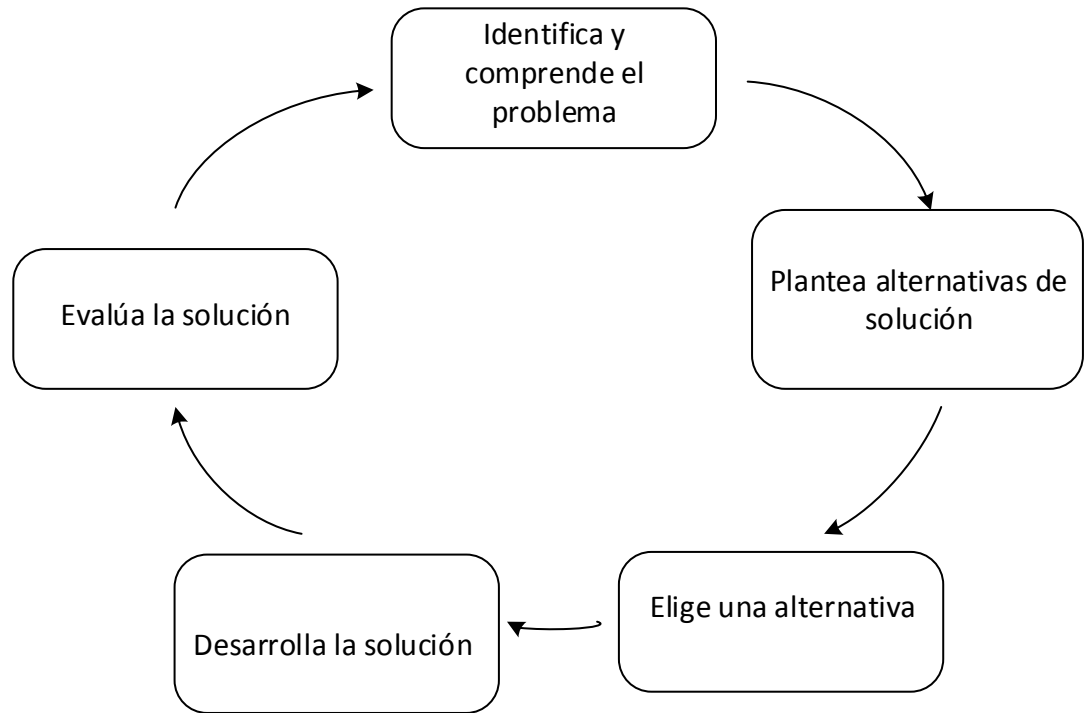 Identifica y
comprende el
problema
Plantea alternativas de
solución
Elige una alternativa
Desarrolla la solución
Evalúa la solución